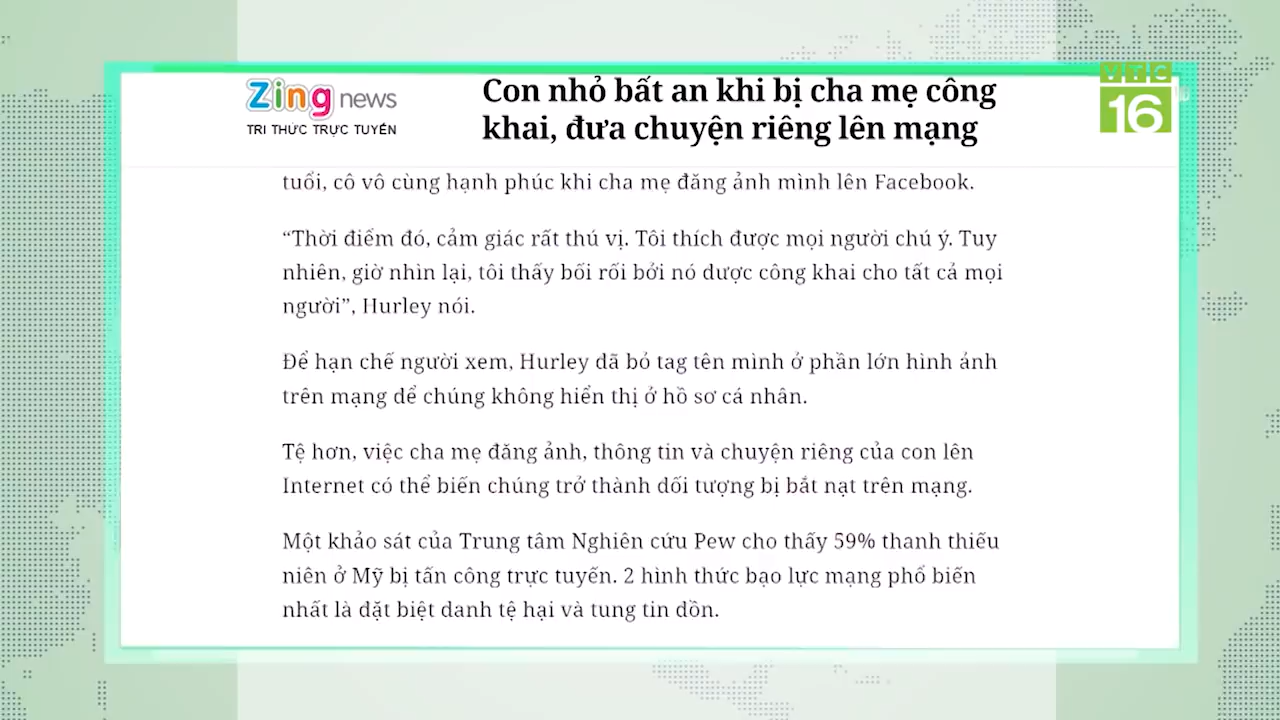 Zing news
TRI THỨC TRỰC TUYẾN
Con nhỏ bất an khi bị cha mẹ công
khai, đưa chuyện riêng lên mạng
VTC
16
tuổi, cô vô cùng hạnh phúc khi cha mẹ đăng ảnh mình lên Facebook.
“Thời điểm đó, cảm giác rất thú vị. Tôi thích được mọi người chú ý. Tuy
nhiên, giờ nhìn lại, tôi thấy bối rối bởi nó được công khai cho tất cả mọi
người”, Hurley nói.
Để hạn chế người xem, Hurley đã bỏ tag tên mình ở phần lớn hình ảnh
trên mạng để chúng không hiển thị ở hồ sơ cá nhân.
Tệ hơn, việc cha mẹ đăng ảnh, thông tin và chuyện riêng của con lên
Internet có thể biến chúng trở thành đối tượng bị bắt nạt trên mạng.
Một khảo sát của Trung tâm Nghiên cứu Pew cho thấy 59% thanh thiếu
niên ở Mỹ bị tấn công trực tuyến. 2 hình thức bạo lực mạng phổ biến
nhất là đặt biệt danh tệ hại và tung tin đồn.